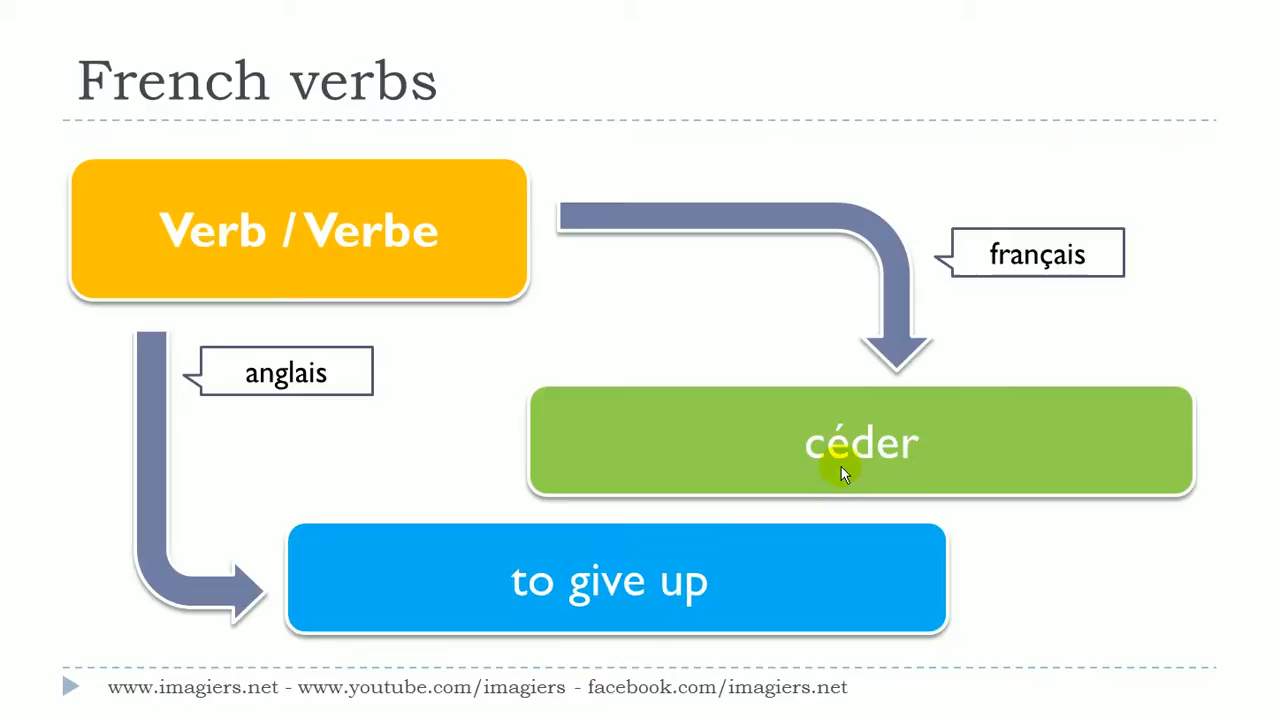 French verbs
Verb / Verbe
français
anglais
céder
to give up
www.imagiers.net - www.youtube.com/imagiers - facebook.com/imagiers.net